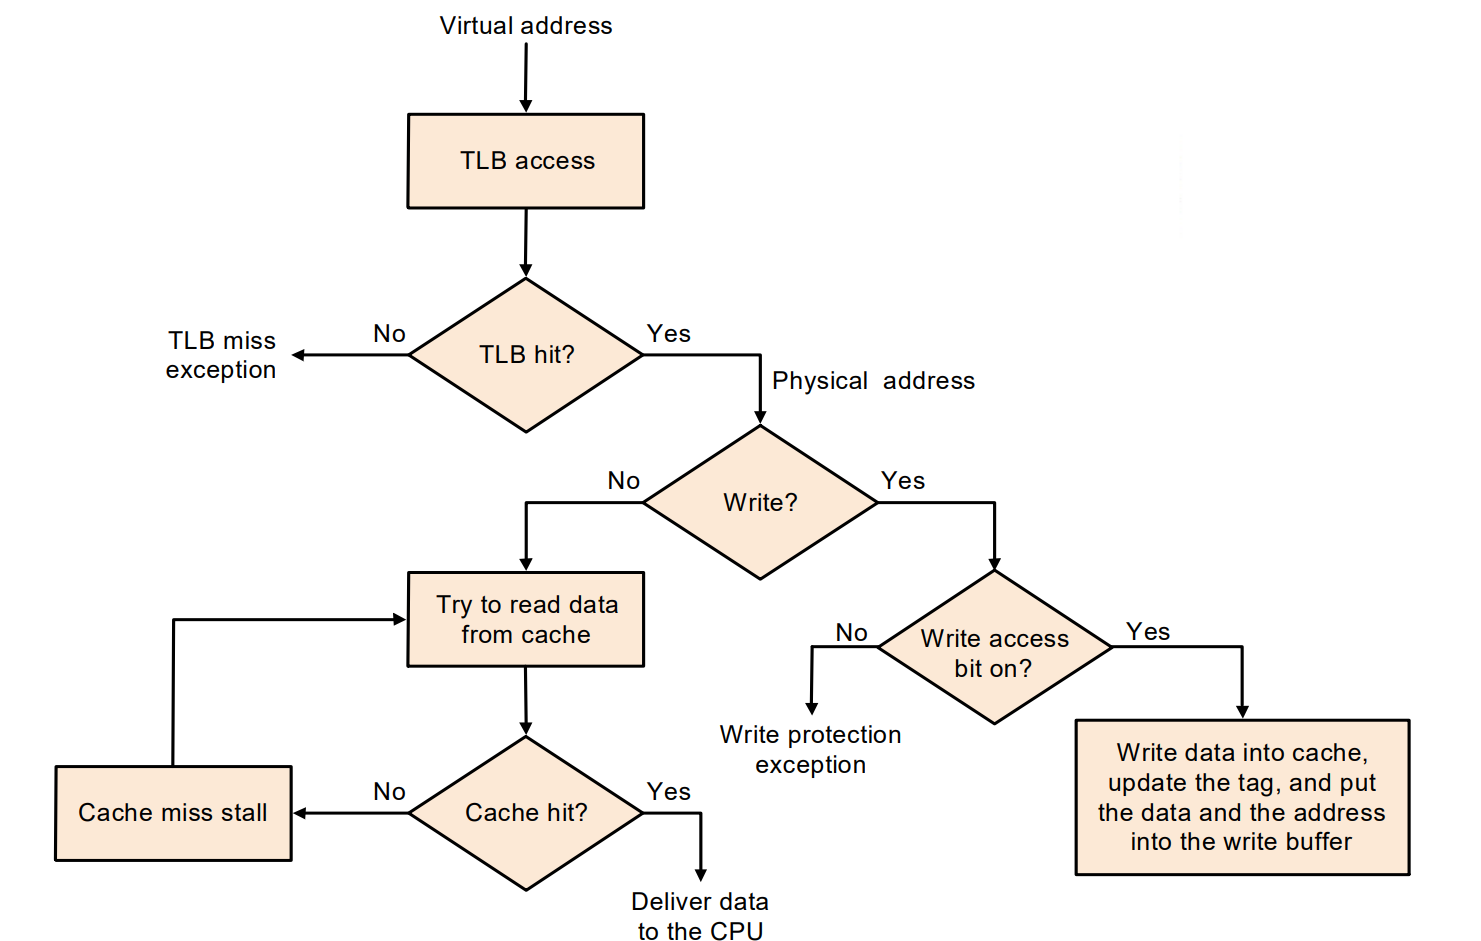 Virtual address
TLB access
TLB hit?
No
Yes
TLB miss
exception
Physical address
Write?
No
Yes
Try to read data
from cache
Write access
bit on?
No
Yes
Write protection
exception
Write data into cache,
update the tag, and put
the data and the address
into the write buffer
Cache hit?
No
Yes
Cache miss stall
Deliver data
to the CPU